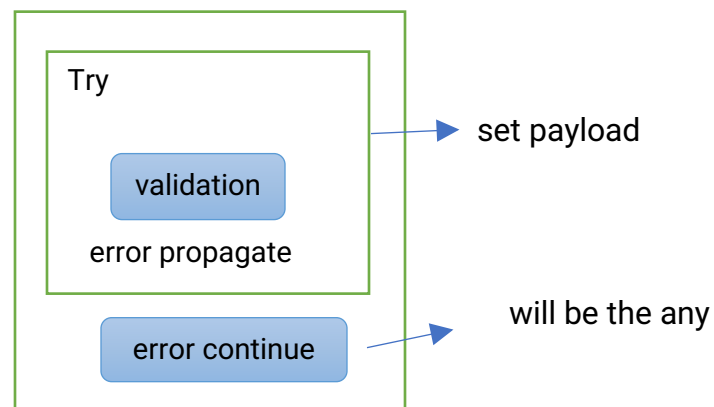 Try
set payload
validation
error propagate
will be the any
error continue